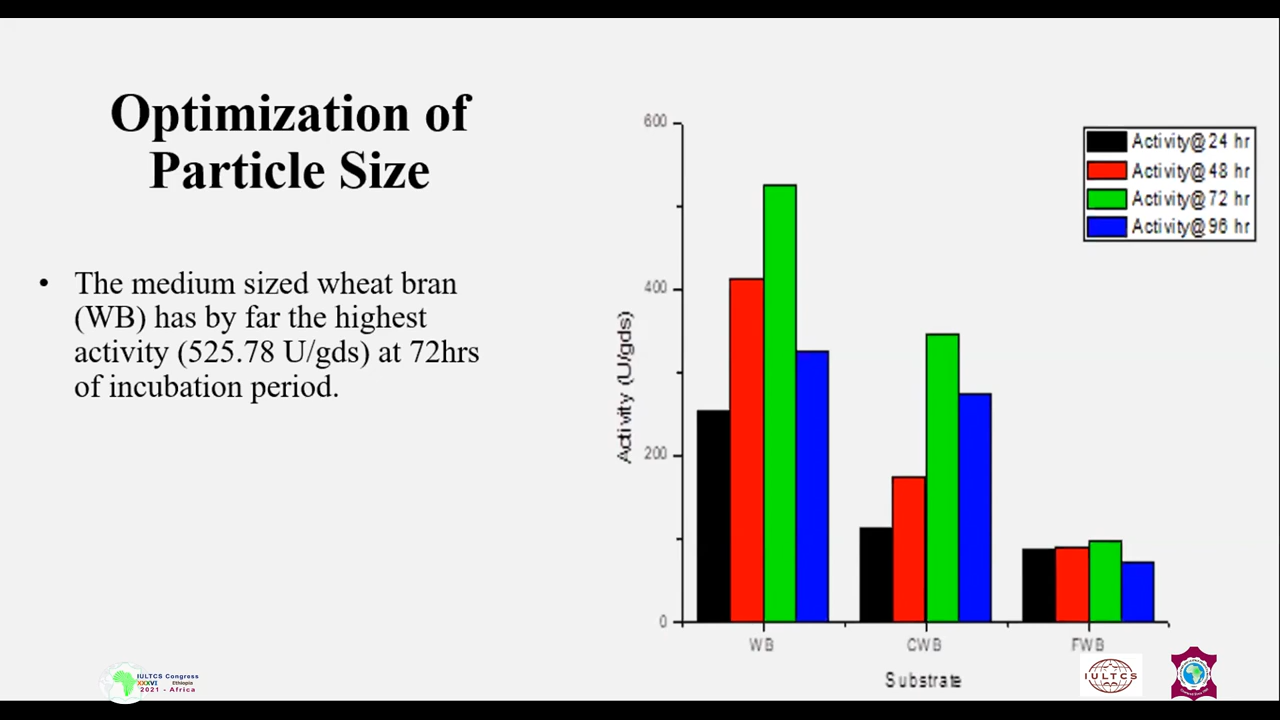 Optimization of
Particle Size
• The medium sized wheat bran
(WB) has by far the highest
activity (525.78 U/gds) at 72hrs
of incubation period.
600
400
200
0
Activity (U/gds)
Activity@24 hr
Activity@48 hr
Activity@72 hr
Activity@96 hr
WB CWB FWB
Substrate
IULTCS Congress
XXXVI Ethiopia
2021 - Africa
IULTCS